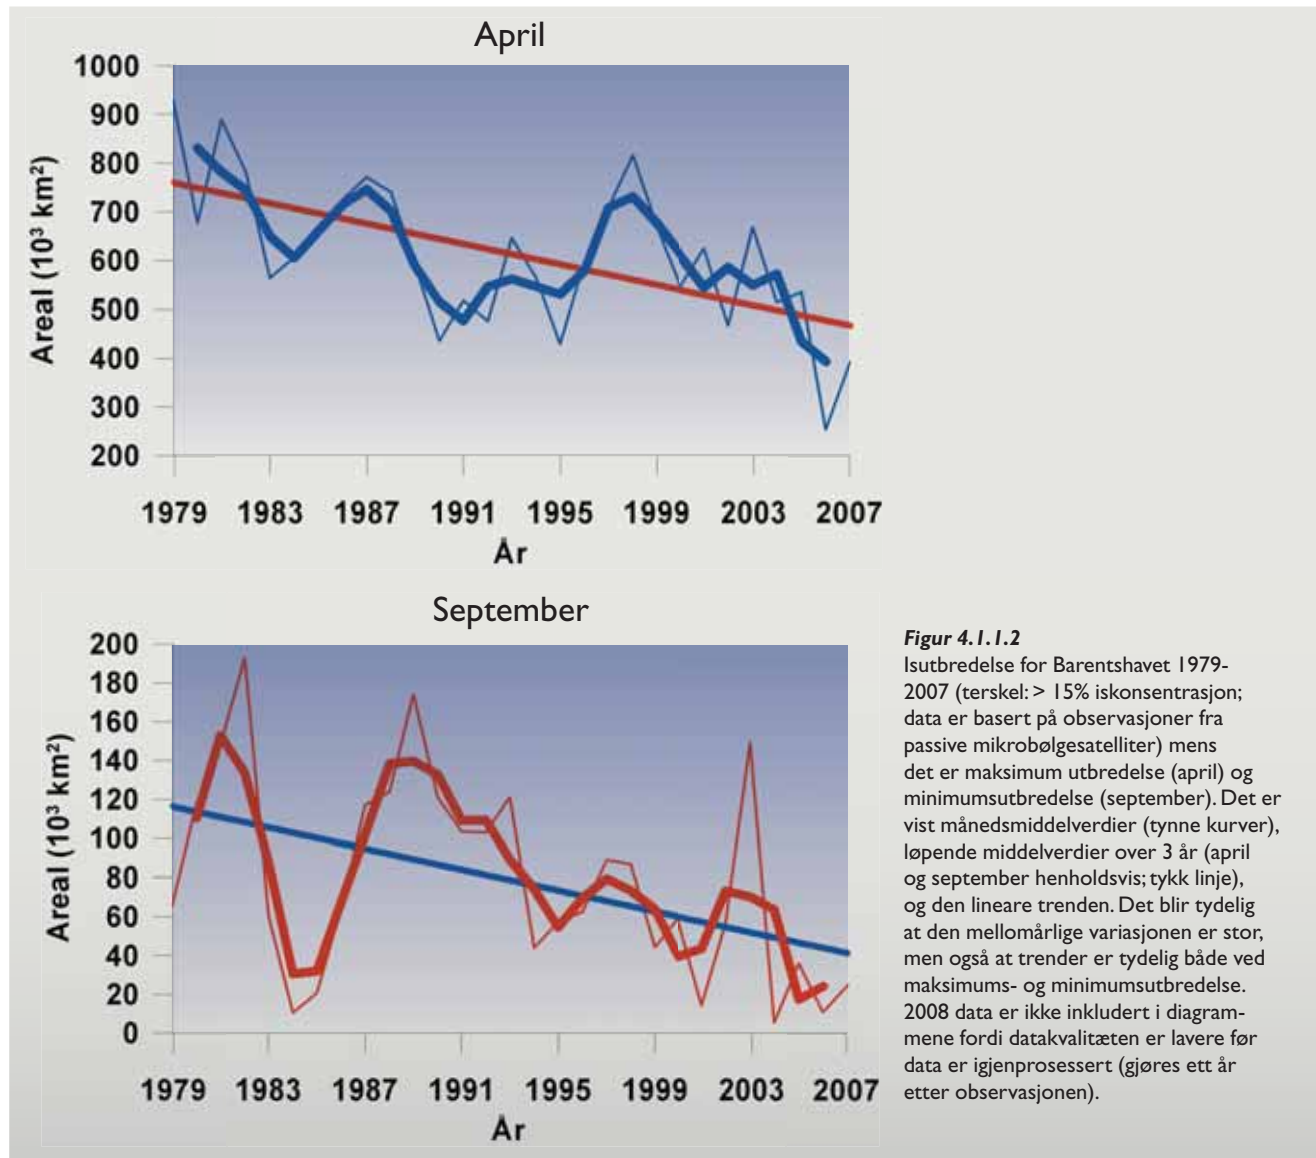 April
1000
900
800
700
600
500
400
300
200
Areal (10³ km²)
1979 1983 1987 1991 1995 1999 2003 2007
År
September
200
180
160
140
120
100
80
60
40
20
0
Areal (10³ km²)
1979 1983 1987 1991 1995 1999 2003 2007
År
Figur 4.1.1.2
Isutbredelse for Barentshavet 1979-
2007 (terskel: > 15% iskonsentrasjon;
data er basert på observasjoner fra
passive mikrobølgesatelliter) mens
det er maksimum utbredelse (april) og
minimumsutbredelse (september). Det er
vist månedsmiddelverdier (tynne kurver),
løpende middelverdier over 3 år (april
og september henholdsvis; tykk linje),
og den lineare trenden. Det blir tydelig
at den mellomårlige variasjonen er stor,
men også at trender er tydelig både ved
maksimums- og minimumsutbredelse.
2008 data er ikke inkludert i diagram-
mene fordi datakvalitæten er lavere før
data er igjenprosessert (gjøres ett år
etter observasjonen).